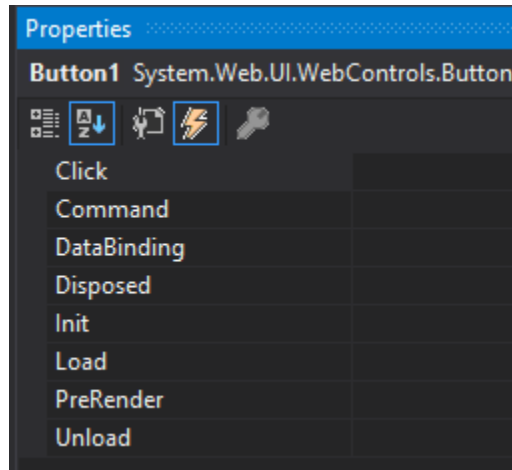 Properties
Button1 System.Web.UI.WebControls.Button
Click
Command
DataBinding
Disposed
Init
Load
PreRender
Unload